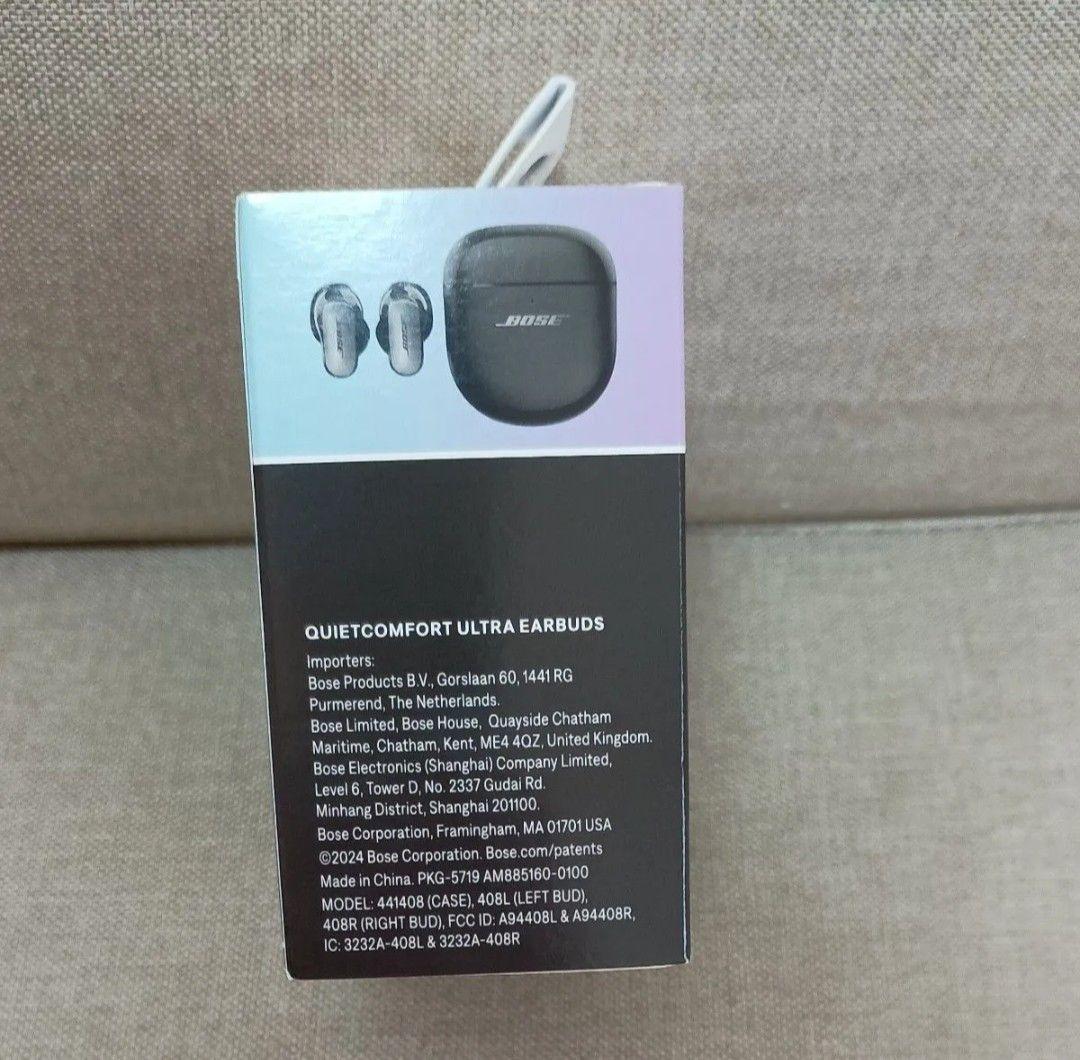 BOSE
BOSE
BOSE
QUIETCOMFORT ULTRA EARBUDS
Importers:
Bose Products B.V., Gorslaan 60, 1441 RG
Purmerend, The Netherlands.
Bose Limited, Bose House, Quayside Chatham
Maritime, Chatham, Kent, ME4 4QZ, United Kingdom.
Bose Electronics (Shanghai) Company Limited,
Level 6, Tower D, No. 2337 Gudai Rd.
Minhang District, Shanghai 201100.
Bose Corporation, Framingham, MA 01701 USA
©2024 Bose Corporation. Bose.com/patents
Made in China. PKG-5719 AM885160-0100
MODEL: 441408 (CASE), 408L (LEFT BUD),
408R (RIGHT BUD), FCC ID: A94408L & A94408R,
IC: 3232A-408L & 3232A-408R